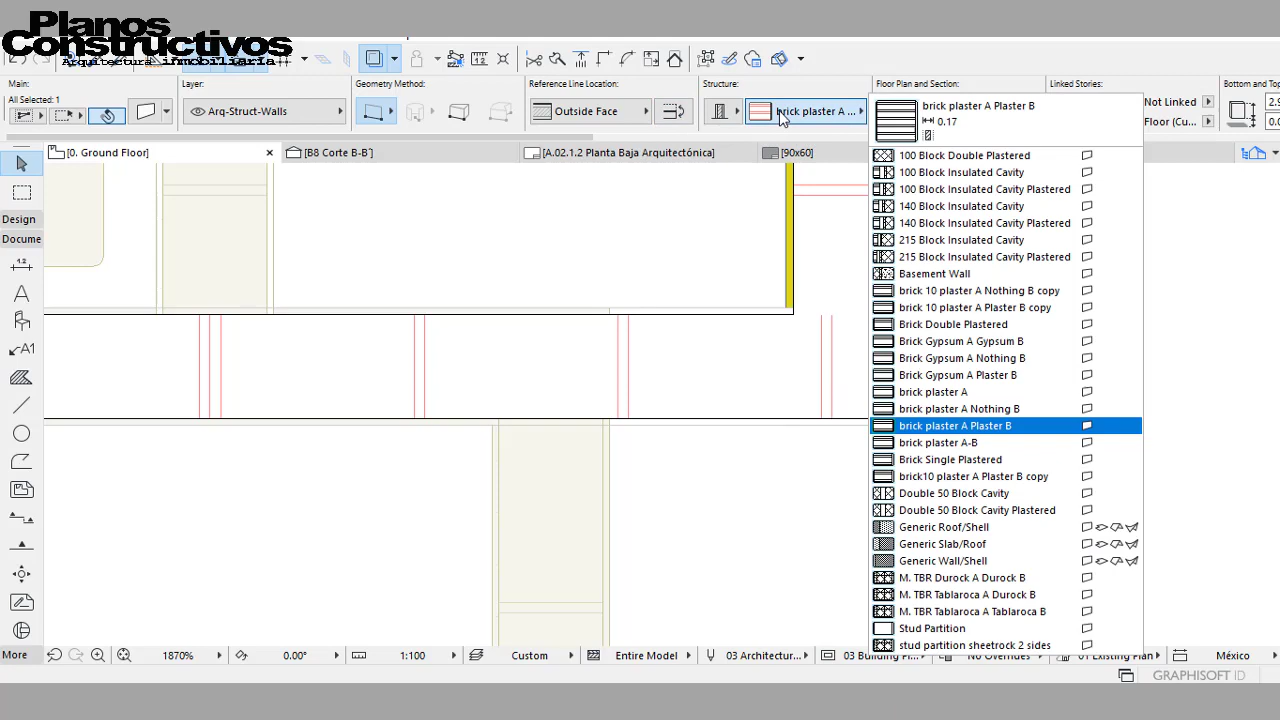 Planos
Constructivos
Arquitectura inmobiliaria
Main:
All Selected: 1
Layer:
Arq-Struct-Walls
Geometry Method:
Reference Line Location:
Outside Face
Structure:
brick plaster A ...
Floor Plan and Section:
Linked Stories:
Bottom and Top
Not Linked
Floor (Cu...
[0. Ground Floor]
[B8 Corte B-B']
[A.02.1.2 Planta Baja Arquitectónica]
[90x60]
brick plaster A Plaster B
0.17
100 Block Double Plastered
100 Block Insulated Cavity
100 Block Insulated Cavity Plastered
140 Block Insulated Cavity
140 Block Insulated Cavity Plastered
215 Block Insulated Cavity
215 Block Insulated Cavity Plastered
Basement Wall
brick 10 plaster A Nothing B copy
brick 10 plaster A Plaster B copy
Brick Double Plastered
Brick Gypsum A Gypsum B
Brick Gypsum A Nothing B
Brick Gypsum A Plaster B
brick plaster A
brick plaster A Nothing B
brick plaster A Plaster B
brick plaster A-B
Brick Single Plastered
brick10 plaster A Plaster B copy
Double 50 Block Cavity
Double 50 Block Cavity Plastered
Generic Roof/Shell
Generic Slab/Roof
Generic Wall/Shell
M. TBR Durock A Durock B
M. TBR Tablaroca A Durock B
M. TBR Tablaroca A Tablaroca B
Stud Partition
stud partition sheetrock 2 sides
Design
Docume
More
1870%
0.00°
1:100
Custom
Entire Model
03 Architectur...
03 Building Pl...
No Overrides
01 Existing Plan
México
GRAPHISOFT ID